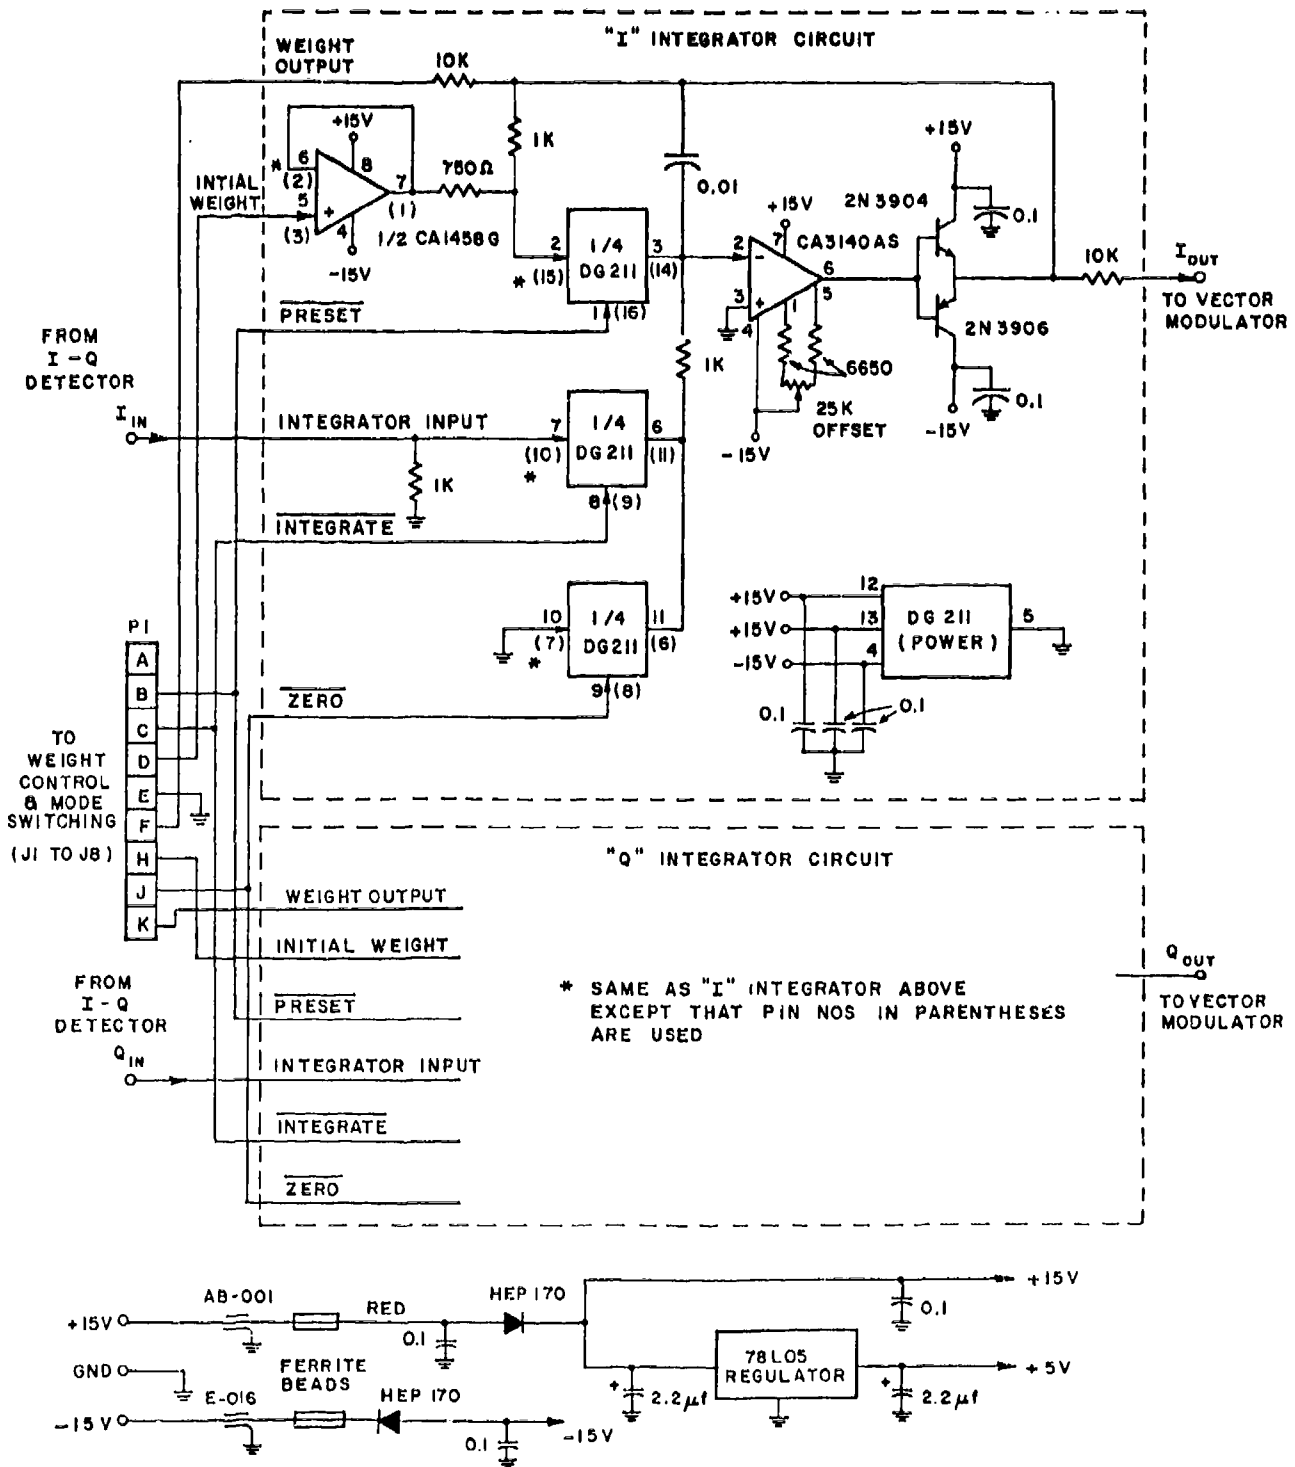 "I" INTEGRATOR CIRCUIT
WEIGHT
OUTPUT
10K
+15V
1K
0.01
6
* (2)
8
7
(1)
750Ω
INTIAL
WEIGHT
5
(3)
+
4
-15V
1/2 CA1458G
2
* (15)
1/4
DG211
3
(14)
1 (16)
PRESET
+15V
7
CA3140AS
2
-
3
+
4
6
5
1
2N3904
+15V
0.1
10K
I OUT
TO VECTOR
MODULATOR
2N3906
0.1
-15V
6650
25K
OFFSET
-15V
1K
FROM
I-Q
DETECTOR
I IN
INTEGRATOR INPUT
1K
7
(10)
*
1/4
DG211
6
(11)
8 (9)
INTEGRATE
10
(7)
*
1/4
DG211
11
(6)
9 (8)
ZERO
+15V
12
+15V
13
-15V
4
DG211
(POWER)
5
0.1
0.1
P1
A
B
C
D
E
F
H
J
K
TO
WEIGHT
CONTROL
& MODE
SWITCHING
(J1 TO J8)
"Q" INTEGRATOR CIRCUIT
WEIGHT OUTPUT
INITIAL WEIGHT
PRESET
INTEGRATOR INPUT
INTEGRATE
ZERO
FROM
I-Q
DETECTOR
Q IN
* SAME AS "I" INTEGRATOR ABOVE
EXCEPT THAT PIN NOS IN PARENTHESES
ARE USED
Q OUT
TO VECTOR
MODULATOR
+15V
AB-001
RED
0.1
HEP 170
0.1
+15V
GND
FERRITE
BEADS
+
2.2μf
78L05
REGULATOR
+
2.2μf
+5V
-15V
E-016
HEP 170
0.1
-15V